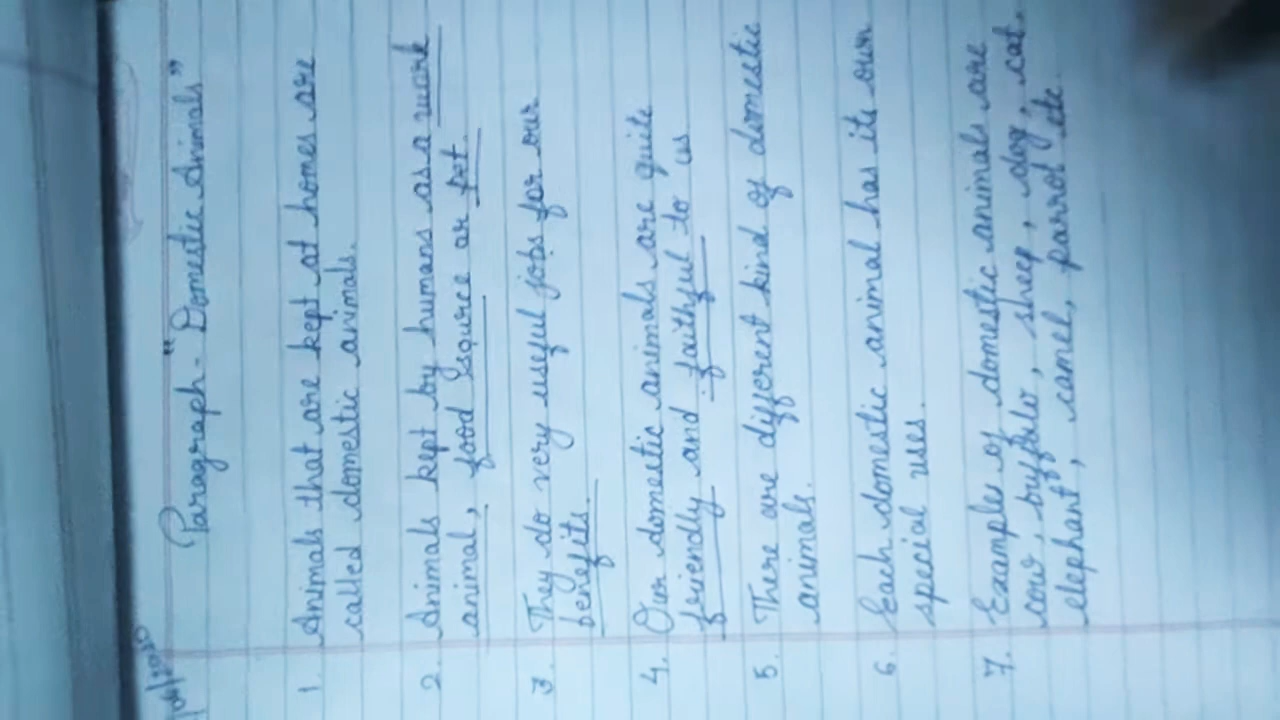 Paragraph - "Domestic Animals"
1. Animals that are kept at homes are
called domestic animals.
2. Animals kept by humans as a work
animal, food source or pet.
3. They do very useful jobs for our
benefits.
4. Our domestic animals are quite
friendly and faithful to us
5. There are different kind of domestic
animals.
6. Each domestic animal has its own
special uses.
7. Examples of domestic animals are
cow, buffalo, sheep, dog, cat,
elephant, camel, parrot etc.